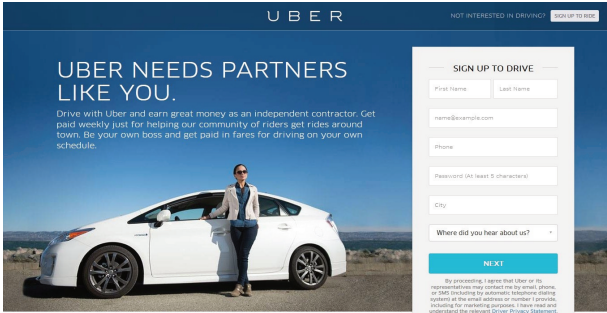 UBER
NOT INTERESTED IN DRIVING?
SIGN UP TO RIDE
UBER NEEDS PARTNERS
LIKE YOU.
Drive with Uber and earn great money as an independent contractor. Get
paid weekly just for helping our community of riders get rides around
town. Be your own boss and get paid in fares for driving on your own
schedule.
SIGN UP TO DRIVE
First Name
Last Name
name@example.com
Phone
Password (At least 5 characters)
City
Where did you hear about us?
NEXT
By proceeding, I agree that Uber or its
representatives may contact me by email, phone,
or SMS (including by automatic telephone dialing
system) at the email address or number I provide,
including for marketing purposes. I have read and
understand the relevant Driver Privacy Statement.